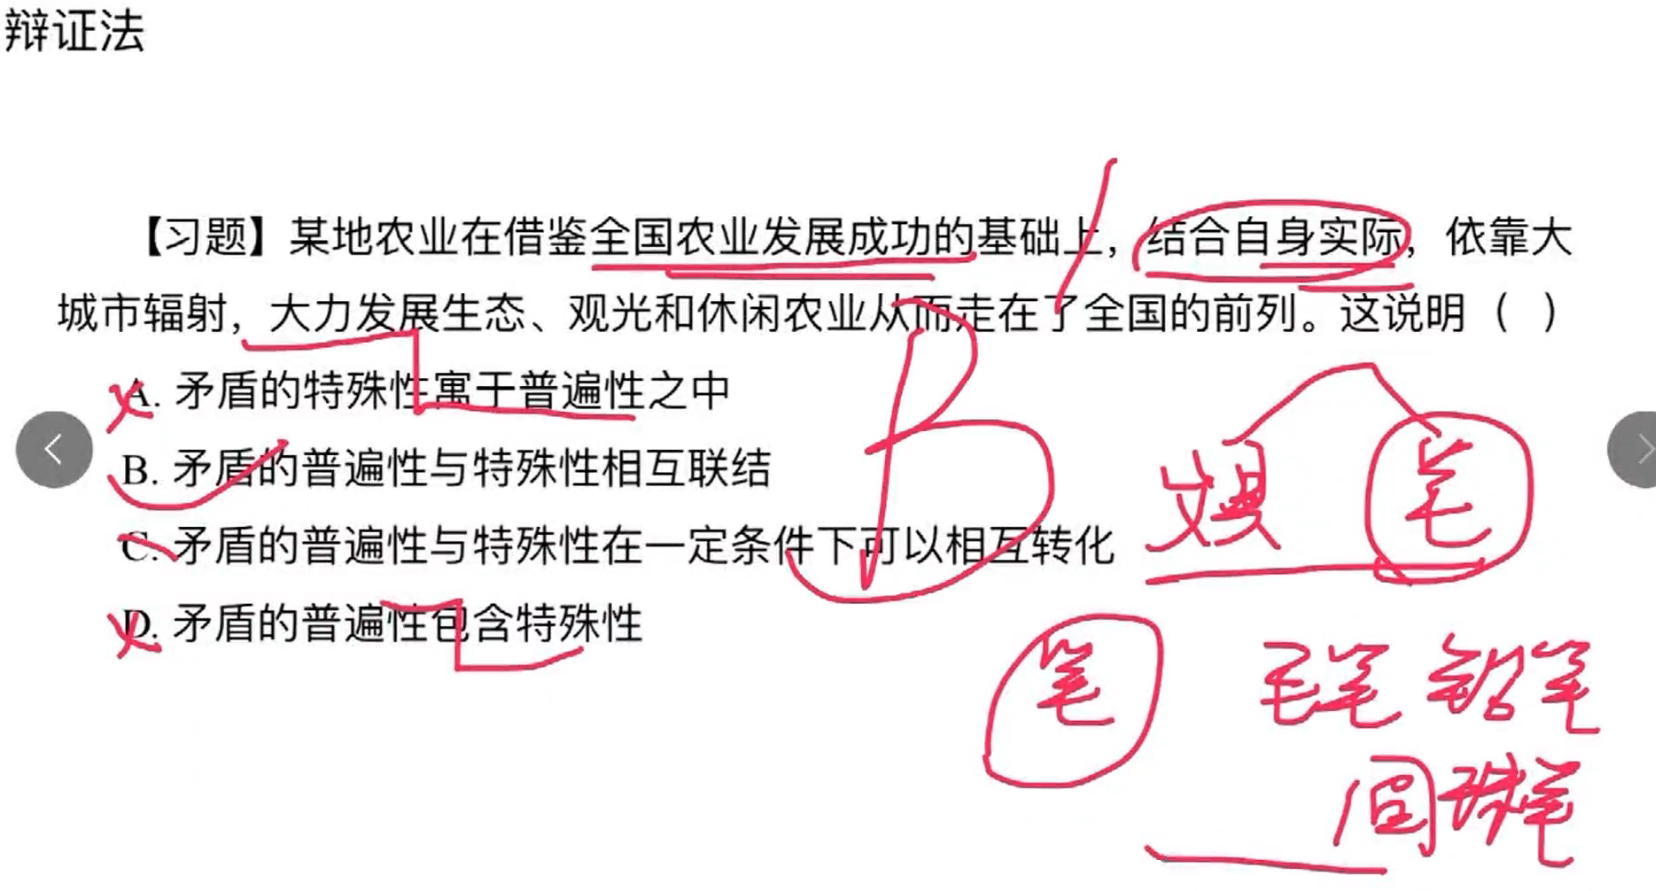 辩证法
【习题】某地农业在借鉴全国农业发展成功的基础上，结合自身实际，依靠大
城市辐射，大力发展生态、观光和休闲农业从而走在了全国的前列。这说明（ ）
A. 矛盾的特殊性寓于普遍性之中
B. 矛盾的普遍性与特殊性相互联结
C. 矛盾的普遍性与特殊性在一定条件下可以相互转化
D. 矛盾的普遍性包含特殊性
B
笔
笔 毛笔 铅笔
圆珠笔